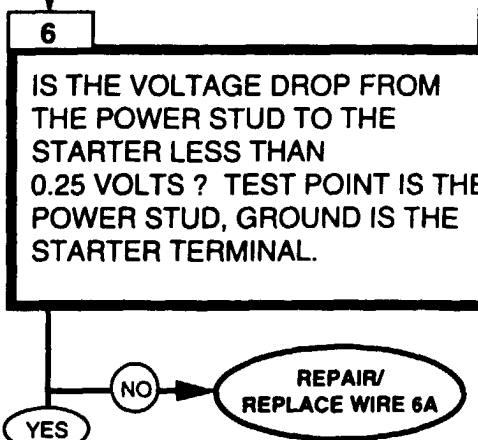 6
IS THE VOLTAGE DROP FROM
THE POWER STUD TO THE
STARTER LESS THAN
0.25 VOLTS ? TEST POINT IS THE
POWER STUD, GROUND IS THE
STARTER TERMINAL.
NO
REPAIR/
REPLACE WIRE 6A
YES